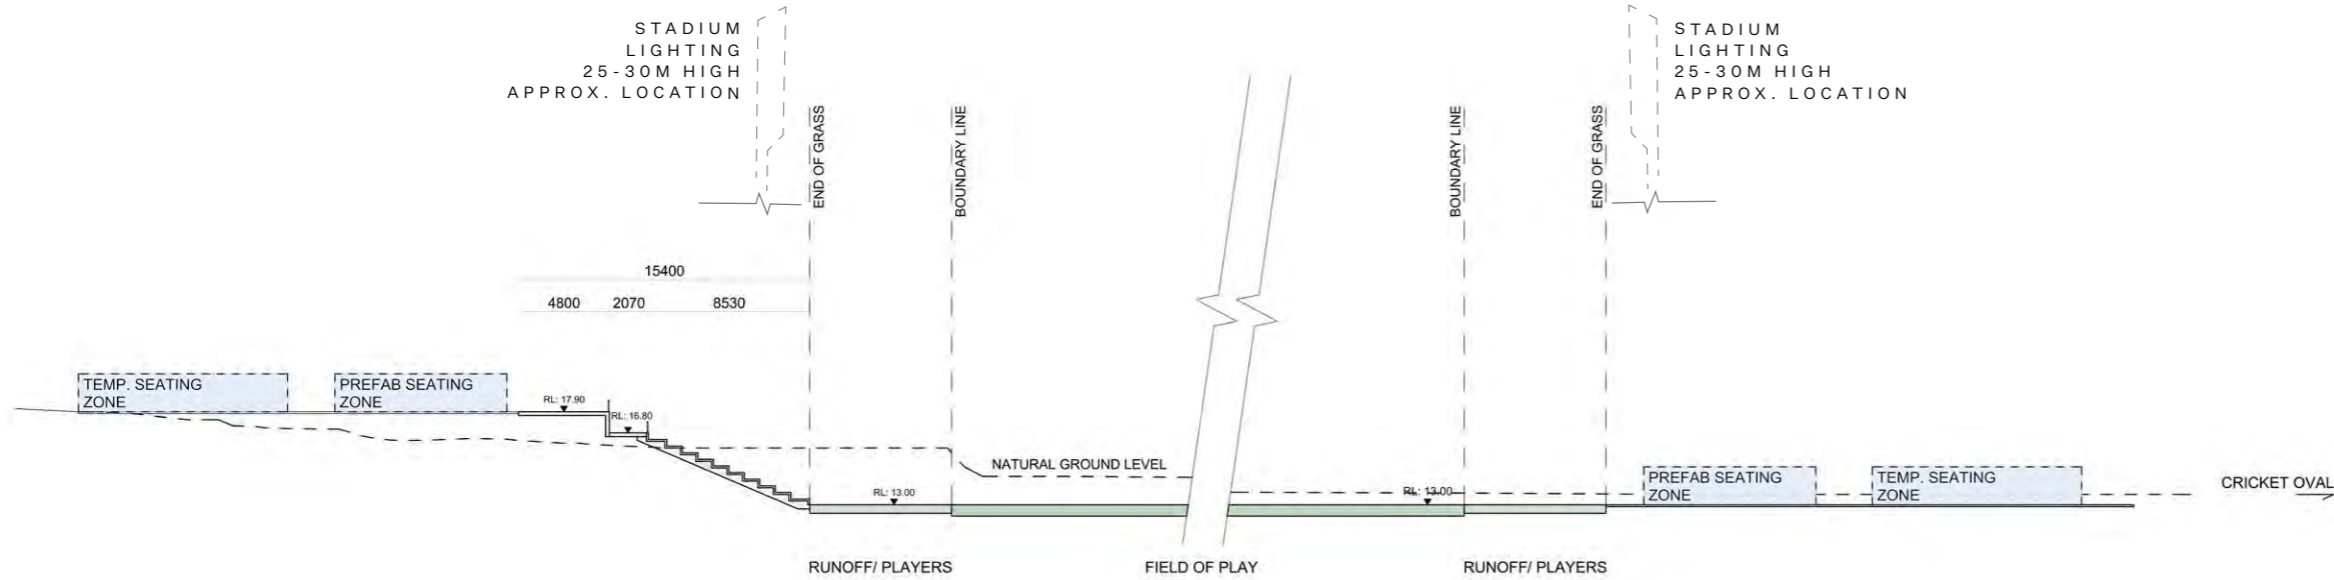 STADIUM
LIGHTING
25-30M HIGH
APPROX. LOCATION
STADIUM
LIGHTING
25-30M HIGH
APPROX. LOCATION
END OF GRASS
BOUNDARY LINE
BOUNDARY LINE
END OF GRASS
15400
4800 2070 8530
TEMP. SEATING
ZONE
PREFAB SEATING
ZONE
RL: 17.90
RL: 16.80
NATURAL GROUND LEVEL
RL: 13.00
RL: 13.00
PREFAB SEATING
ZONE
TEMP. SEATING
ZONE
CRICKET OVAL
RUNOFF/ PLAYERS
FIELD OF PLAY
RUNOFF/ PLAYERS